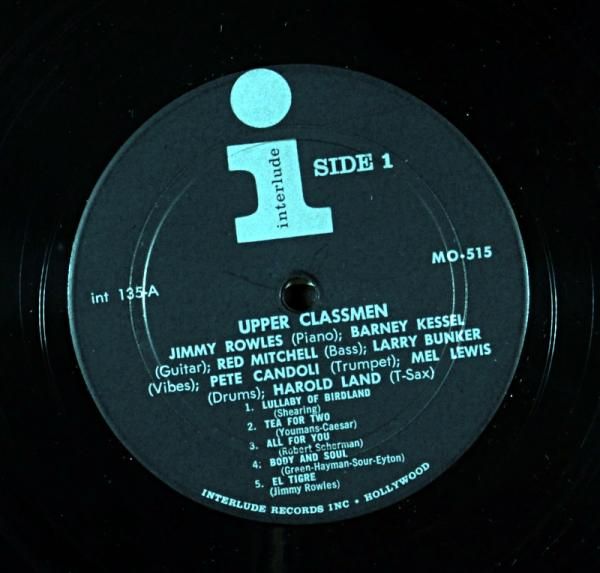 interlude
SIDE 1
MO-515
int 135-A
UPPER CLASSMEN
JIMMY ROWLES (Piano); BARNEY KESSEL
(Guitar); RED MITCHELL (Bass); LARRY BUNKER
(Vibes); PETE CANDOLI (Trumpet); MEL LEWIS
(Drums); HAROLD LAND (T-Sax)
1. LULLABY OF BIRDLAND
(Shearing)
2. TEA FOR TWO
(Youmans-Caesar)
3. ALL FOR YOU
(Robert Scherman)
4. BODY AND SOUL
(Green-Hayman-Sour-Eyton)
5. EL TIGRE
(Jimmy Rowles)
INTERLUDE RECORDS INC • HOLLYWOOD